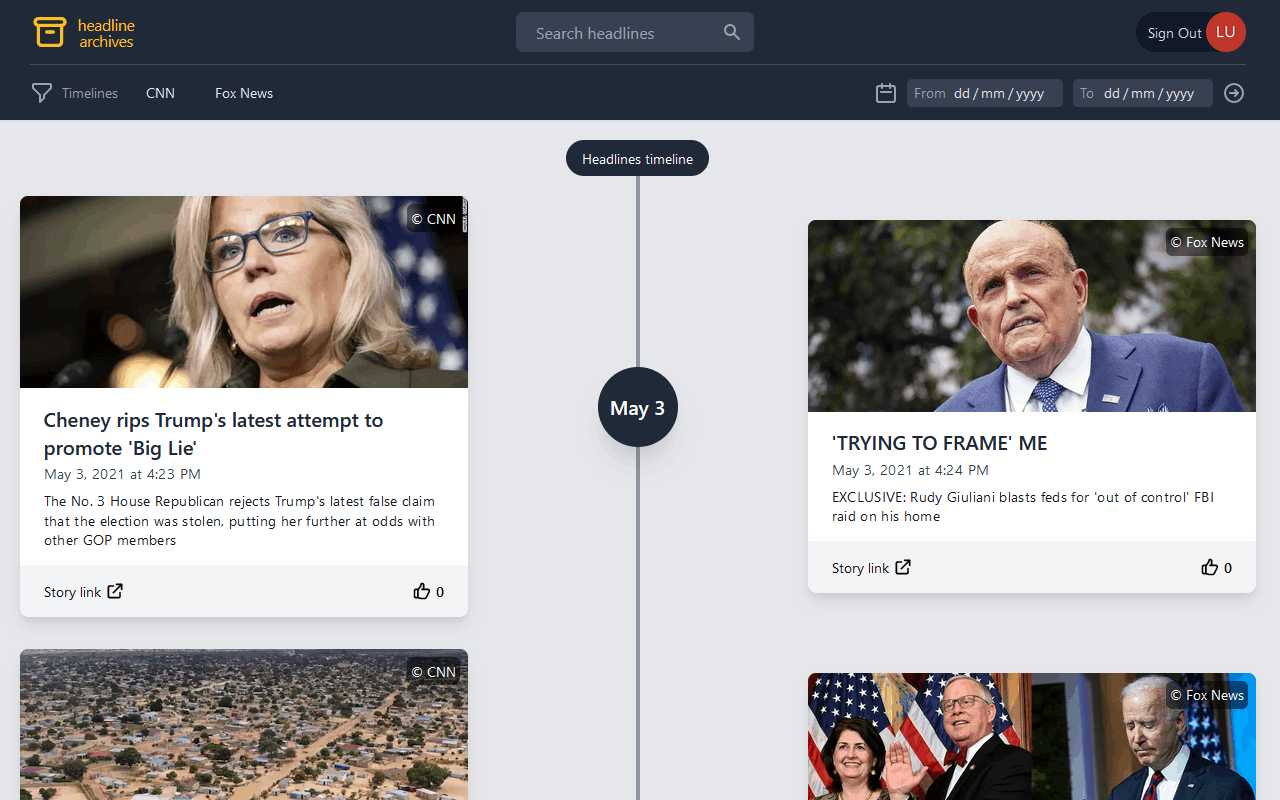 headline
archives
Search headlines
Sign Out
LU
Timelines
CNN
Fox News
From dd / mm / yyyy
To dd / mm / yyyy
Headlines timeline
© CNN
Cheney rips Trump's latest attempt to
promote 'Big Lie'
May 3, 2021 at 4:23 PM
The No. 3 House Republican rejects Trump's latest false claim
that the election was stolen, putting her further at odds with
other GOP members
Story link
0
May 3
© Fox News
'TRYING TO FRAME' ME
May 3, 2021 at 4:24 PM
EXCLUSIVE: Rudy Giuliani blasts feds for 'out of control' FBI
raid on his home
Story link
0
© CNN
© Fox News